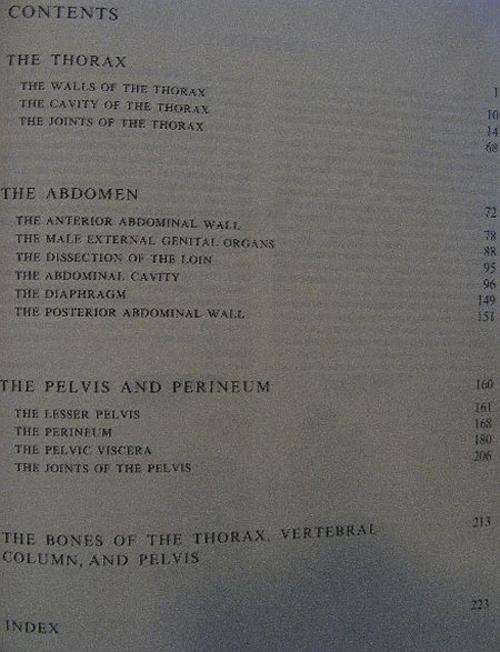 CONTENTS
THE THORAX 1
THE WALLS OF THE THORAX 10
THE CAVITY OF THE THORAX 14
THE JOINTS OF THE THORAX 68
THE ABDOMEN 72
THE ANTERIOR ABDOMINAL WALL 78
THE MALE EXTERNAL GENITAL ORGANS 88
THE DISSECTION OF THE LOIN 95
THE ABDOMINAL CAVITY 96
THE DIAPHRAGM 149
THE POSTERIOR ABDOMINAL WALL 151
THE PELVIS AND PERINEUM 160
THE LESSER PELVIS 161
THE PERINEUM 168
THE PELVIC VISCERA 180
THE JOINTS OF THE PELVIS 206
THE BONES OF THE THORAX, VERTEBRAL 213
COLUMN, AND PELVIS
INDEX 223